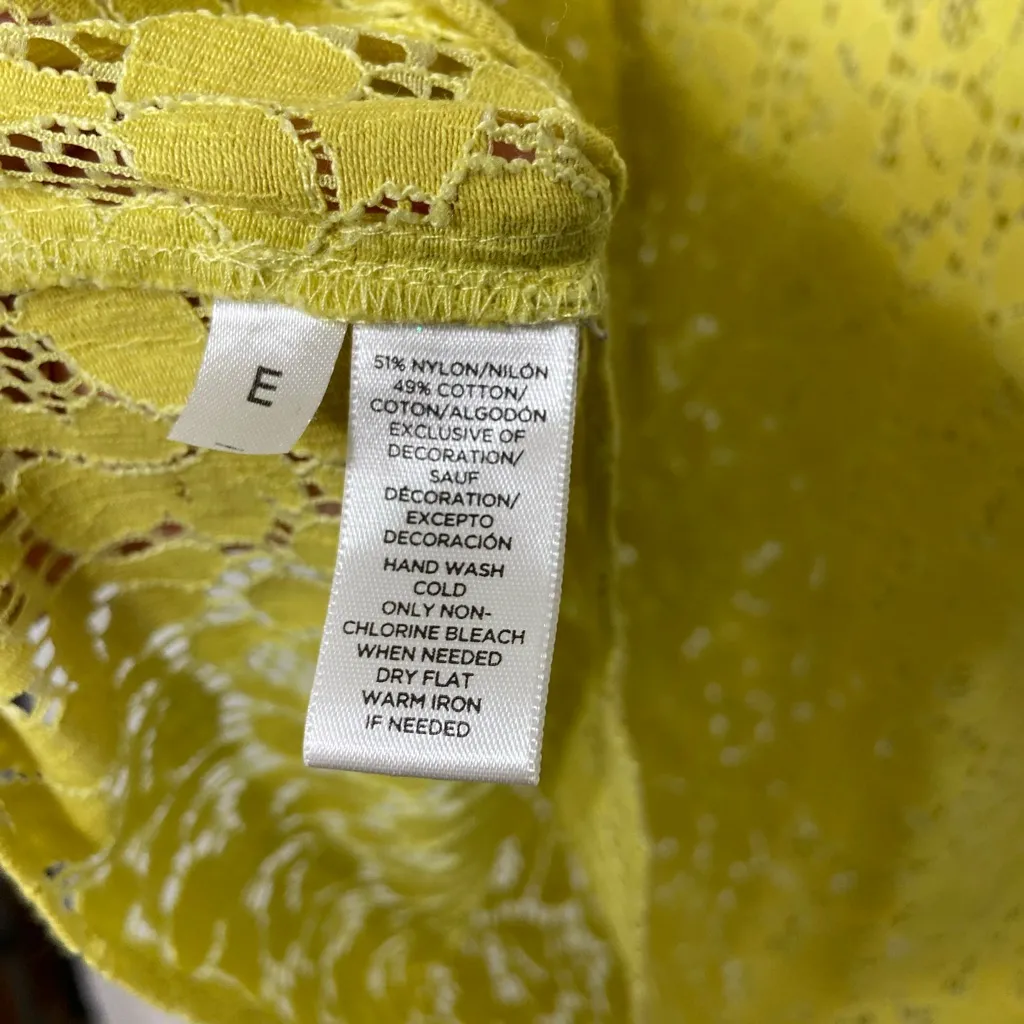 E
51% NYLON/NILÓN
49% COTTON/
COTON/ALGODÓN
EXCLUSIVE OF
DECORATION/
SAUF
DÉCORATION/
EXCEPTO
DECORACIÓN
HAND WASH
COLD
ONLY NON-
CHLORINE BLEACH
WHEN NEEDED
DRY FLAT
WARM IRON
IF NEEDED